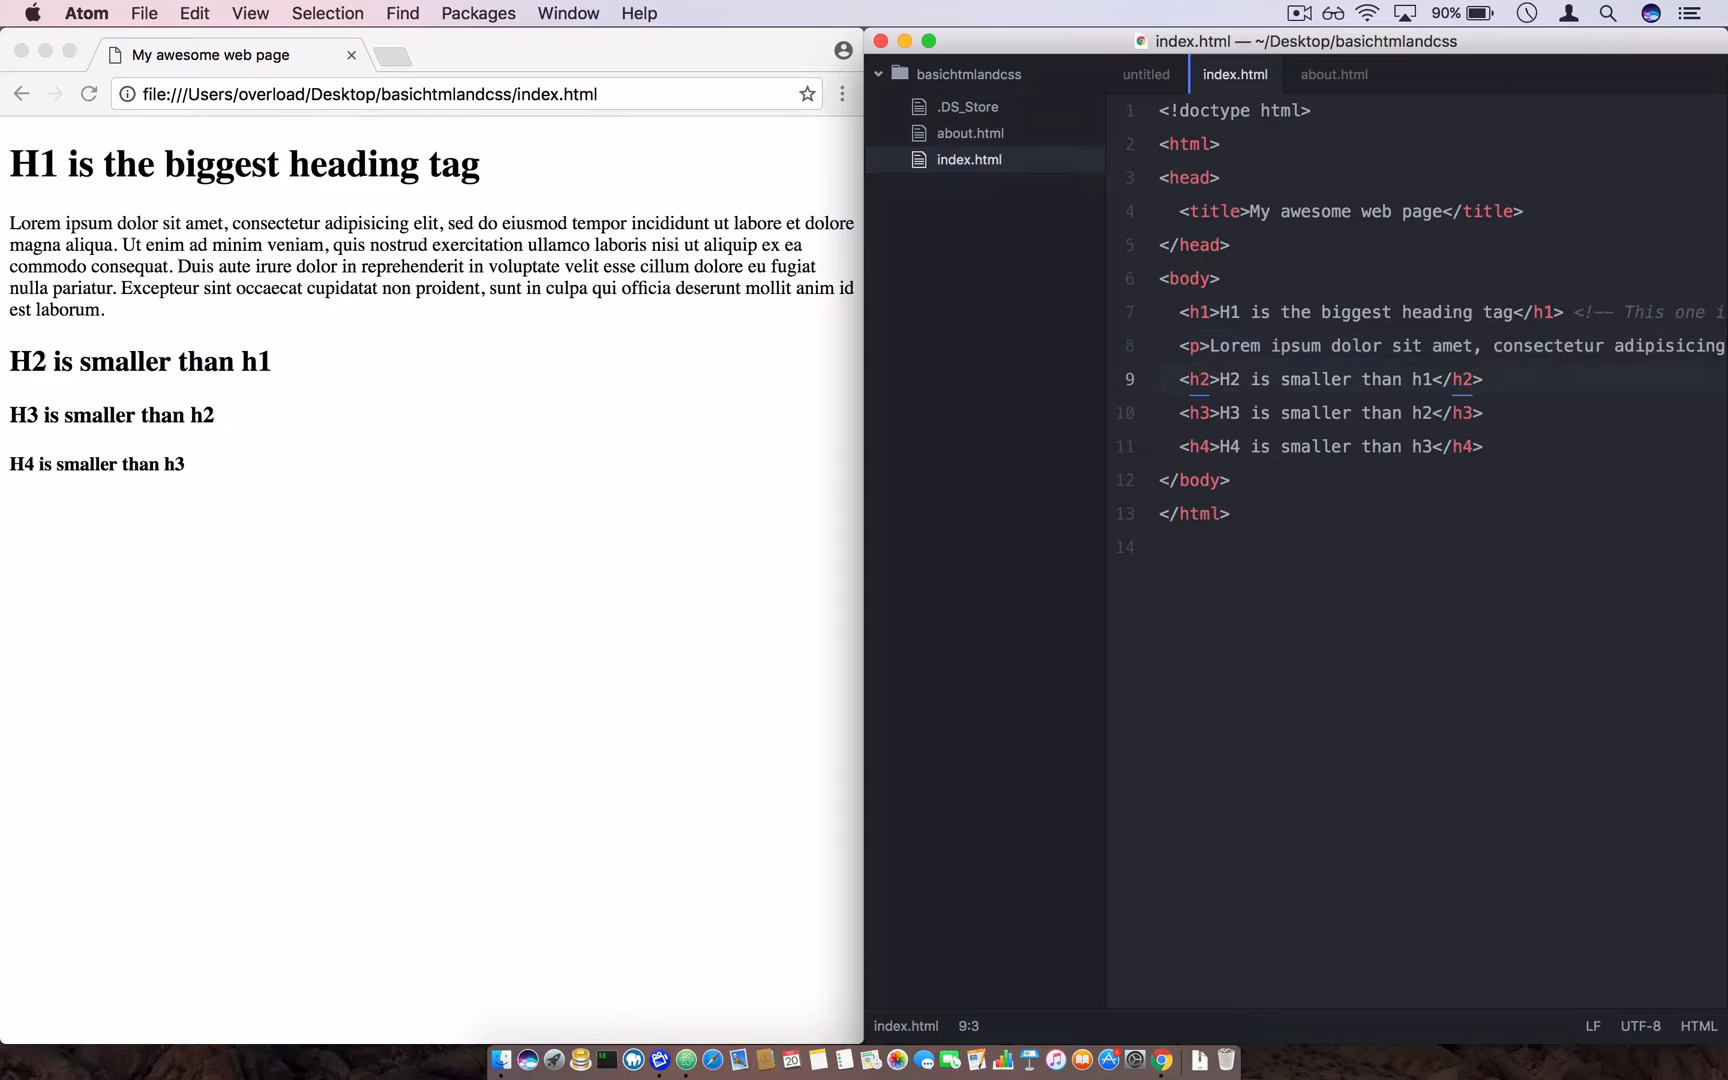 Atom File Edit View Selection Find Packages Window Help 90%
My awesome web page
file:///Users/overload/Desktop/basichtmlandcss/index.html
H1 is the biggest heading tag
Lorem ipsum dolor sit amet, consectetur adipisicing elit, sed do eiusmod tempor incididunt ut labore et dolore
magna aliqua. Ut enim ad minim veniam, quis nostrud exercitation ullamco laboris nisi ut aliquip ex ea
commodo consequat. Duis aute irure dolor in reprehenderit in voluptate velit esse cillum dolore eu fugiat
nulla pariatur. Excepteur sint occaecat cupidatat non proident, sunt in culpa qui officia deserunt mollit anim id
est laborum.
H2 is smaller than h1
H3 is smaller than h2
H4 is smaller than h3
index.html — ~/Desktop/basichtmlandcss
basichtmlandcss
.DS_Store
about.html
index.html
untitled index.html about.html
1 <!doctype html>
2 <html>
3 <head>
4 <title>My awesome web page</title>
5 </head>
6 <body>
7 <h1>H1 is the biggest heading tag</h1> <!-- This one i
8 <p>Lorem ipsum dolor sit amet, consectetur adipisicing
9 <h2>H2 is smaller than h1</h2>
10 <h3>H3 is smaller than h2</h3>
11 <h4>H4 is smaller than h3</h4>
12 </body>
13 </html>
14
index.html 9:3 LF UTF-8 HTML
20